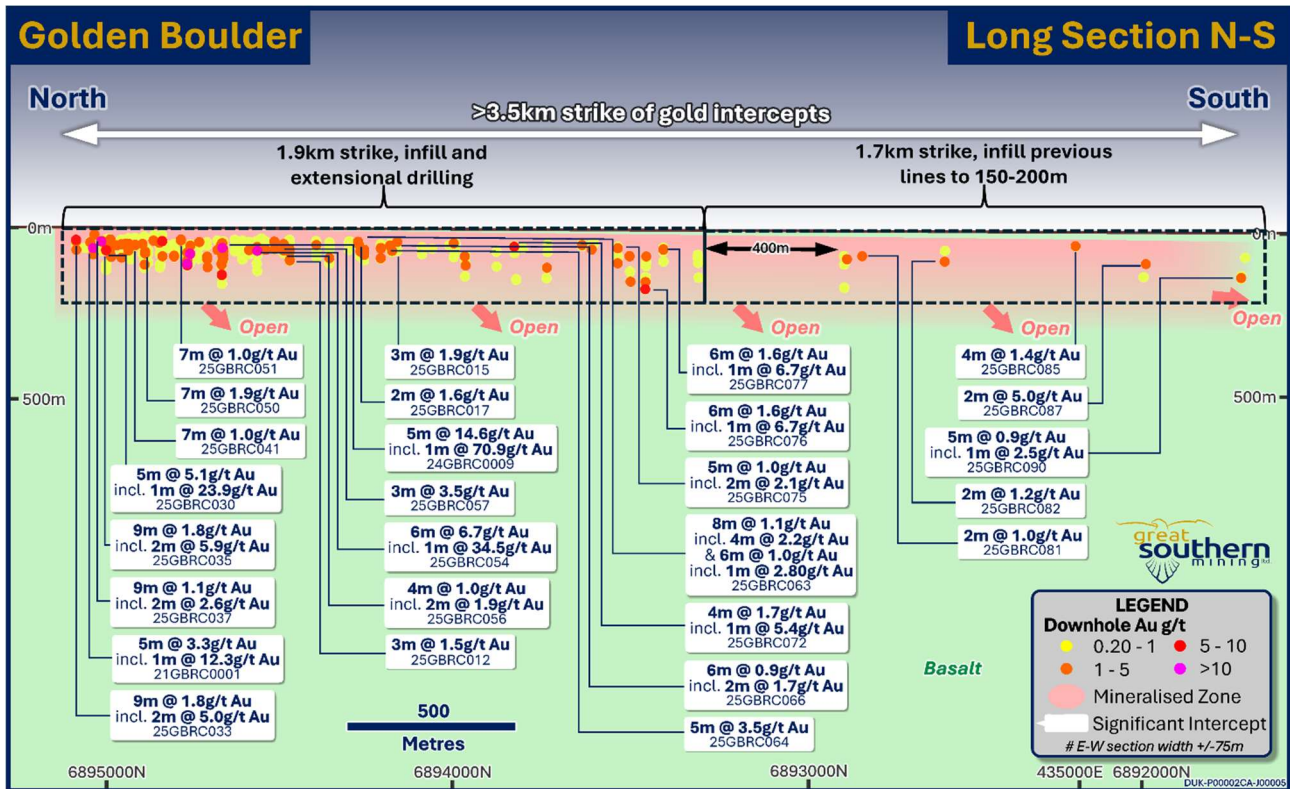 Golden Boulder
Long Section N-S
North
South
>3.5km strike of gold intercepts
1.9km strike, infill and
extensional drilling
1.7km strike, infill previous
lines to 150-200m
0m
0m
400m
Open
Open
Open
Open
500m
500m
7m @ 1.0g/t Au
25GBRC051
7m @ 1.9g/t Au
25GBRC050
7m @ 1.0g/t Au
25GBRC041
5m @ 5.1g/t Au
incl. 1m @ 23.9g/t Au
25GBRC030
9m @ 1.8g/t Au
incl. 2m @ 5.9g/t Au
25GBRC035
9m @ 1.1g/t Au
incl. 2m @ 2.6g/t Au
25GBRC037
5m @ 3.3g/t Au
incl. 1m @ 12.3g/t Au
21GBRC0001
9m @ 1.8g/t Au
incl. 2m @ 5.0g/t Au
25GBRC033
3m @ 1.9g/t Au
25GBRC015
2m @ 1.6g/t Au
25GBRC017
5m @ 14.6g/t Au
incl. 1m @ 70.9g/t Au
24GBRC0009
3m @ 3.5g/t Au
25GBRC057
6m @ 6.7g/t Au
incl. 1m @ 34.5g/t Au
25GBRC054
4m @ 1.0g/t Au
incl. 2m @ 1.9g/t Au
25GBRC056
3m @ 1.5g/t Au
25GBRC012
6m @ 1.6g/t Au
incl. 1m @ 6.7g/t Au
25GBRC077
6m @ 1.6g/t Au
incl. 1m @ 6.7g/t Au
25GBRC076
5m @ 1.0g/t Au
incl. 2m @ 2.1g/t Au
25GBRC075
8m @ 1.1g/t Au
incl. 4m @ 2.2g/t Au
& 6m @ 1.0g/t Au
incl. 1m @ 2.80g/t Au
25GBRC063
4m @ 1.7g/t Au
incl. 1m @ 5.4g/t Au
25GBRC072
6m @ 0.9g/t Au
incl. 2m @ 1.7g/t Au
25GBRC066
5m @ 3.5g/t Au
25GBRC064
4m @ 1.4g/t Au
25GBRC085
2m @ 5.0g/t Au
25GBRC087
5m @ 0.9g/t Au
incl. 1m @ 2.5g/t Au
25GBRC090
2m @ 1.2g/t Au
25GBRC082
2m @ 1.0g/t Au
25GBRC081
great
southern
mining ltd.
Basalt
500
Metres
LEGEND
Downhole Au g/t
0.20 - 1
5 - 10
1 - 5
>10
Mineralised Zone
Significant Intercept
# E-W section width +/-75m
6895000N
6894000N
6893000N
435000E
6892000N
DUK-P00002CA-J00005